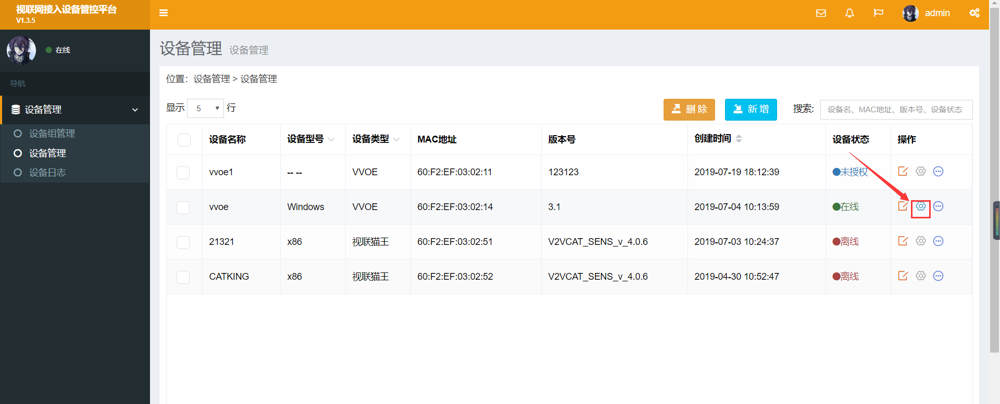 视联网接入设备管控平台
V1.3.5
admin
在线
导航
设备管理
设备组管理
设备管理
设备日志
设备管理 设备管理
位置：设备管理 > 设备管理
显示 5 行
删 除 新 增 搜索: 设备名、MAC地址、版本号、设备状态
设备名称 设备型号 设备类型 MAC地址 版本号 创建时间 设备状态 操作
vvoe1 -- -- VVOE 60:F2:EF:03:02:11 123123 2019-07-19 18:12:39 未授权
vvoe Windows VVOE 60:F2:EF:03:02:14 3.1 2019-07-04 10:13:59 在线
21321 x86 视联猫王 60:F2:EF:03:02:51 V2VCAT_SENS_v_4.0.6 2019-07-03 10:24:37 离线
CATKING x86 视联猫王 60:F2:EF:03:02:52 V2VCAT_SENS_v_4.0.6 2019-04-30 10:52:47 离线